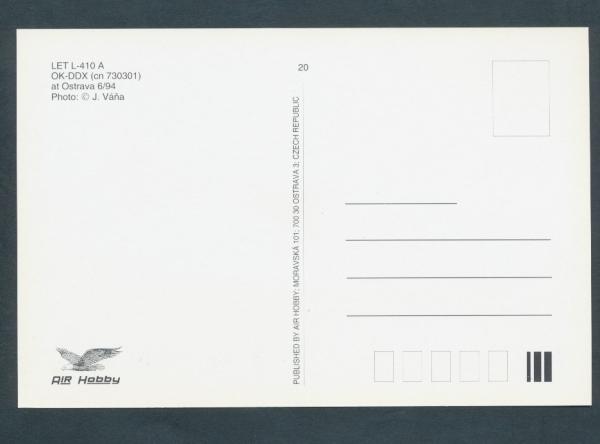 LET L-410 A
OK-DDX (cn 730301)
at Ostrava 6/94
Photo: © J. Váňa
20
PUBLISHED BY AIR HOBBY; MORAVSKÁ 101; 700 30 OSTRAVA 3; CZECH REPUBLIC
AIR Hobby